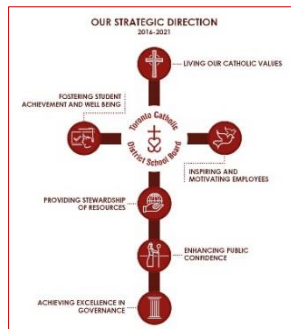 OUR STRATEGIC DIRECTION
2016-2021
LIVING OUR CATHOLIC VALUES
FOSTERING STUDENT
ACHIEVEMENT AND WELL BEING
Toronto Catholic
District School Board
INSPIRING AND
MOTIVATING EMPLOYEES
PROVIDING STEWARDSHIP
OF RESOURCES
ENHANCING PUBLIC
CONFIDENCE
ACHIEVING EXCELLENCE IN
GOVERNANCE